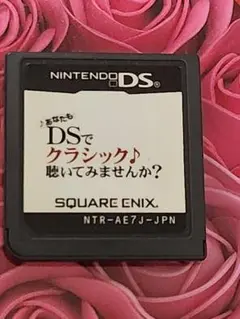 NINTENDO DS®
♪あなたも
DSで
クラシック♪
聴いてみませんか?
SQUARE ENIX.
NTR-AE7J-JPN